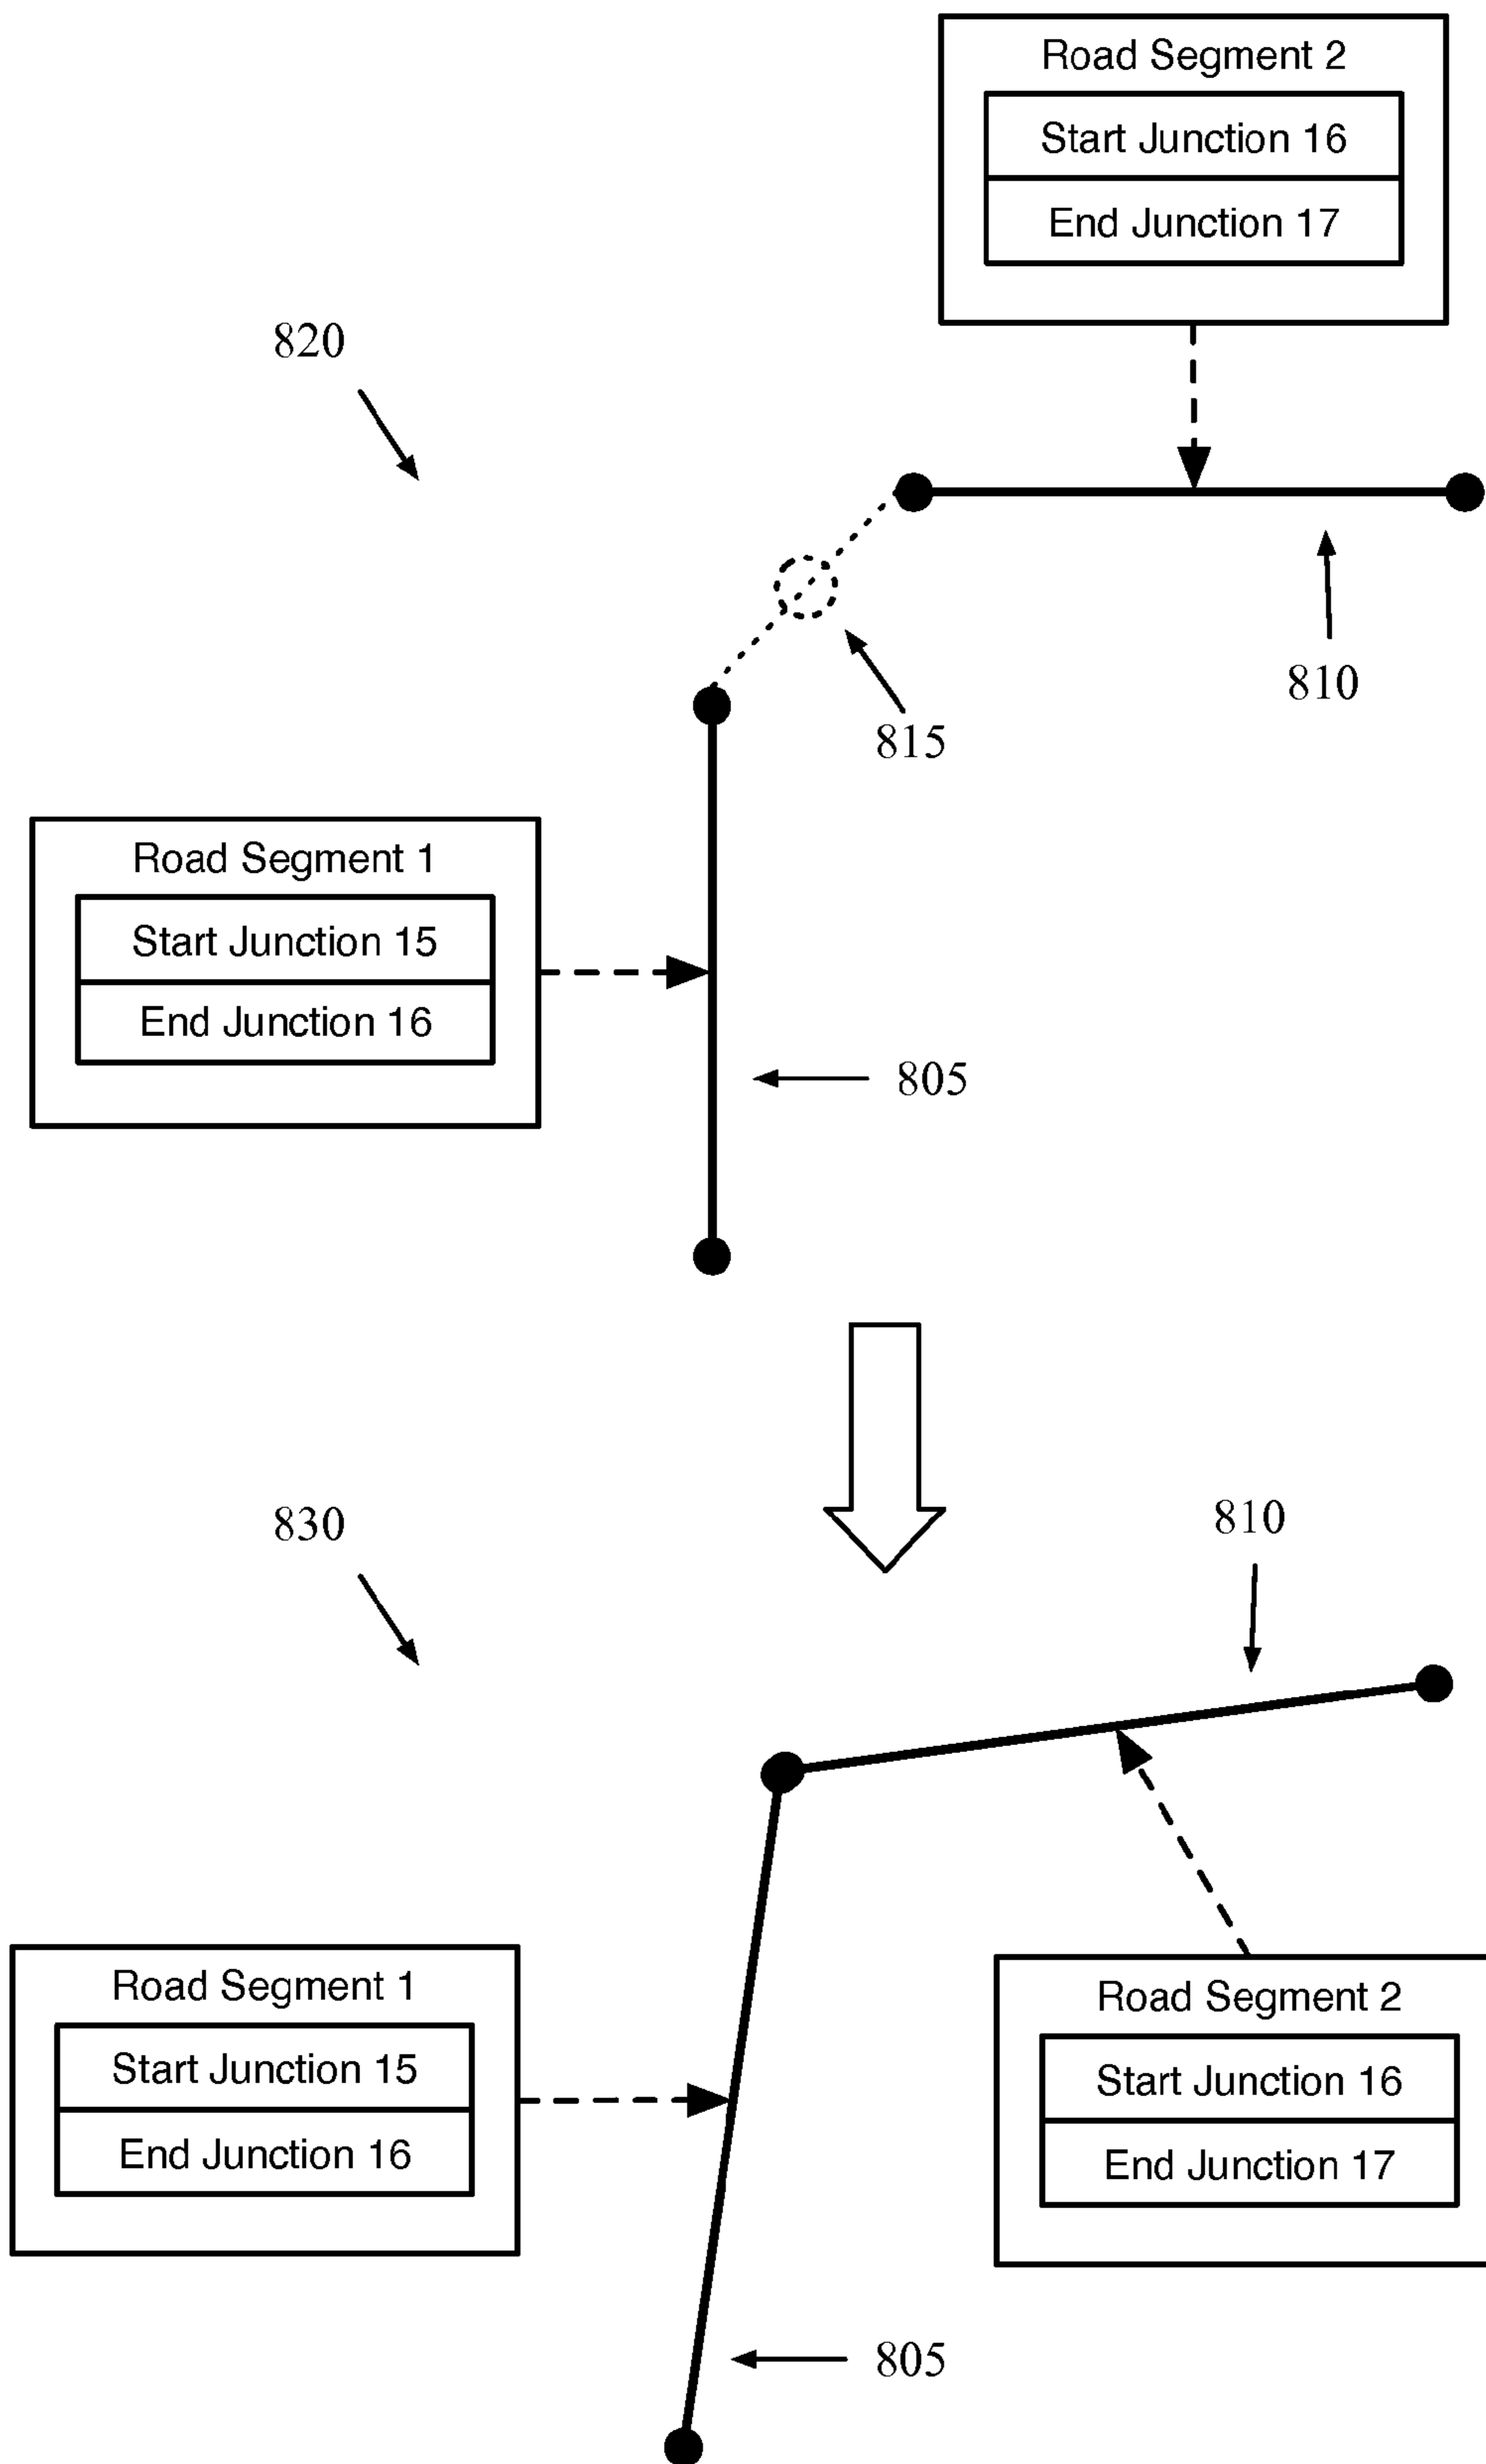 Road Segment 2
Start Junction 16
End Junction 17
820
810
815
Road Segment 1
Start Junction 15
End Junction 16
805
830
810
Road Segment 1
Start Junction 15
End Junction 16
Road Segment 2
Start Junction 16
End Junction 17
805